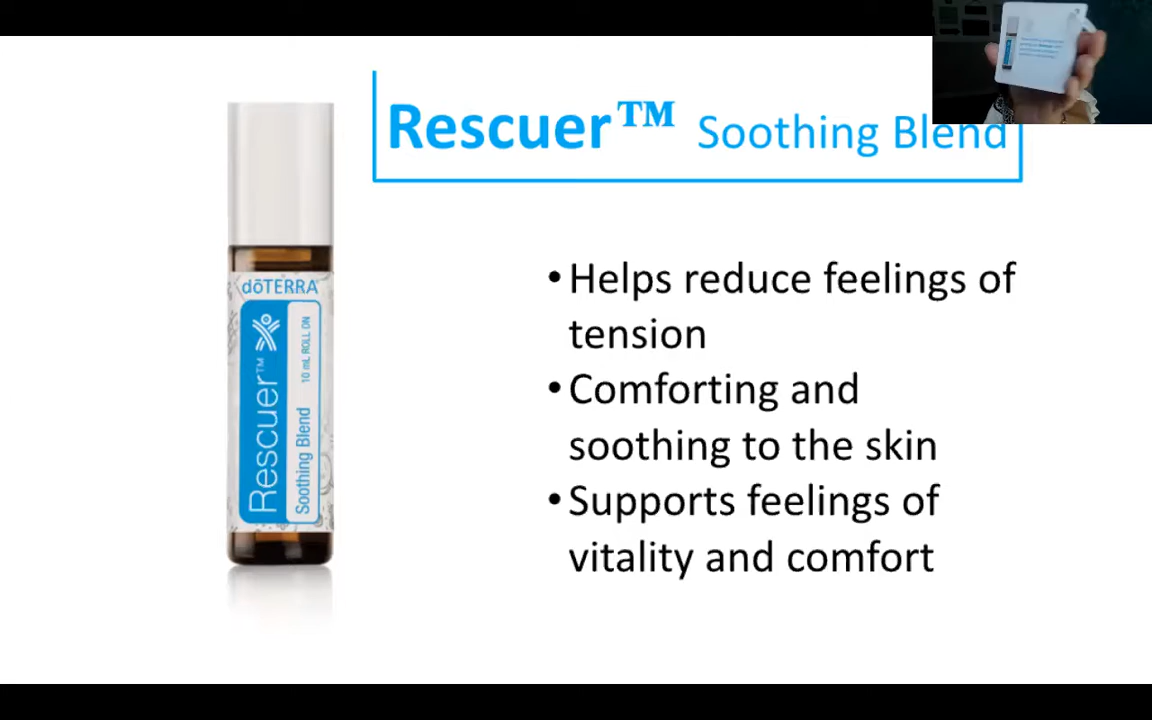 Rescuer™ Soothing Blend
• Helps reduce feelings of
tension
• Comforting and
soothing to the skin
• Supports feelings of
vitality and comfort
dōTERRA
Rescuer™
10 mL ROLL ON
Soothing Blend